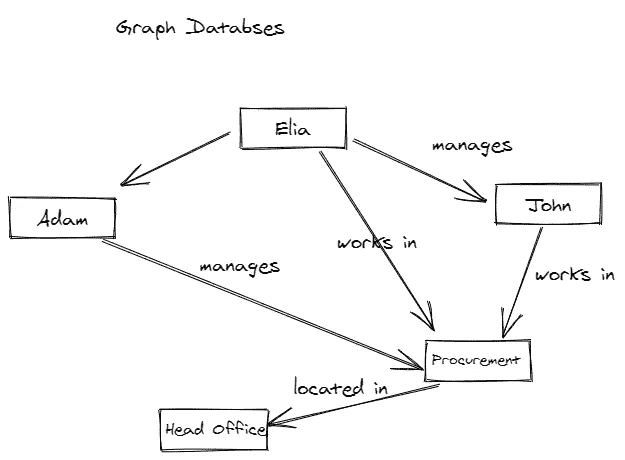 Graph Databses
Elia
manages
Adam
John
works in
manages
works in
Procurement
located in
Head Office